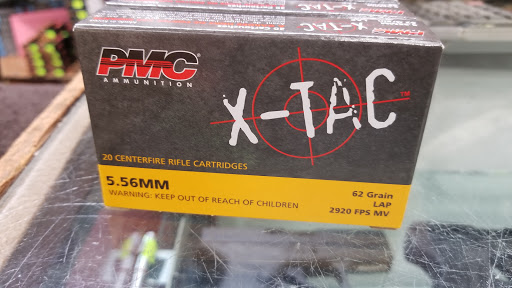 PMC
AMMUNITION
X-TAC™
20 CENTERFIRE RIFLE CARTRIDGES
5.56MM
WARNING: KEEP OUT OF REACH OF CHILDREN
62 Grain
LAP
2920 FPS MV